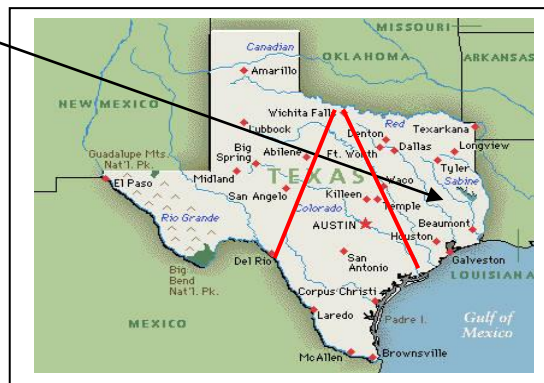 MISSOURI
Canadian
OKLAHOMA
ARKANSAS
Amarillo
NEW MEXICO
Wichita Falls
Red
Texarkana
Lubbock
Denton
Dallas
Longview
Big
Spring
Abilene
Ft. Worth
Tyler
Guadalupe Mts.
Nat'l. Pk.
Midland
TEXAS
Waco
Sabine
El Paso
San Angelo
Killeen
Temple
Colorado
Rio Grande
AUSTIN
Beaumont
Houston
Big
Bend
Nat'l. Pk.
Del Rio
San
Antonio
Galveston
LOUISIANA
Corpus Christi
MEXICO
Laredo
Padre I.
Gulf of
Mexico
McAllen
Brownsville